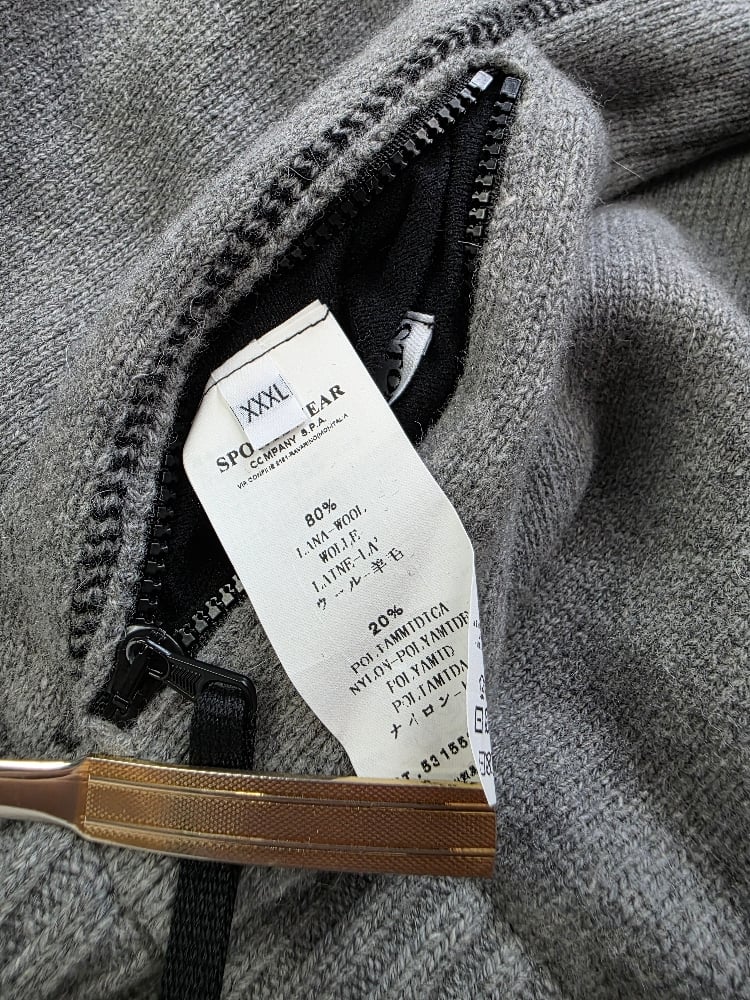 XXXL
COMPANY S.P.A.
80%
LANA-WOOL
WOLLE
LAINE-LA'
ウール-羊毛
20%
POLIAMMIDICA
NYLON-POLYAMIDE
POLYAMID
POLIAMIDA
ナイロン-
53155